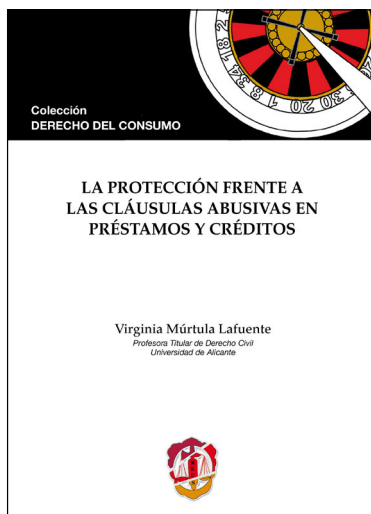 Colección
DERECHO DEL CONSUMO
LA PROTECCIÓN FRENTE A
LAS CLÁUSULAS ABUSIVAS EN
PRÉSTAMOS Y CRÉDITOS
Virginia Múrtula Lafuente
Profesora Titular de Derecho Civil
Universidad de Alicante